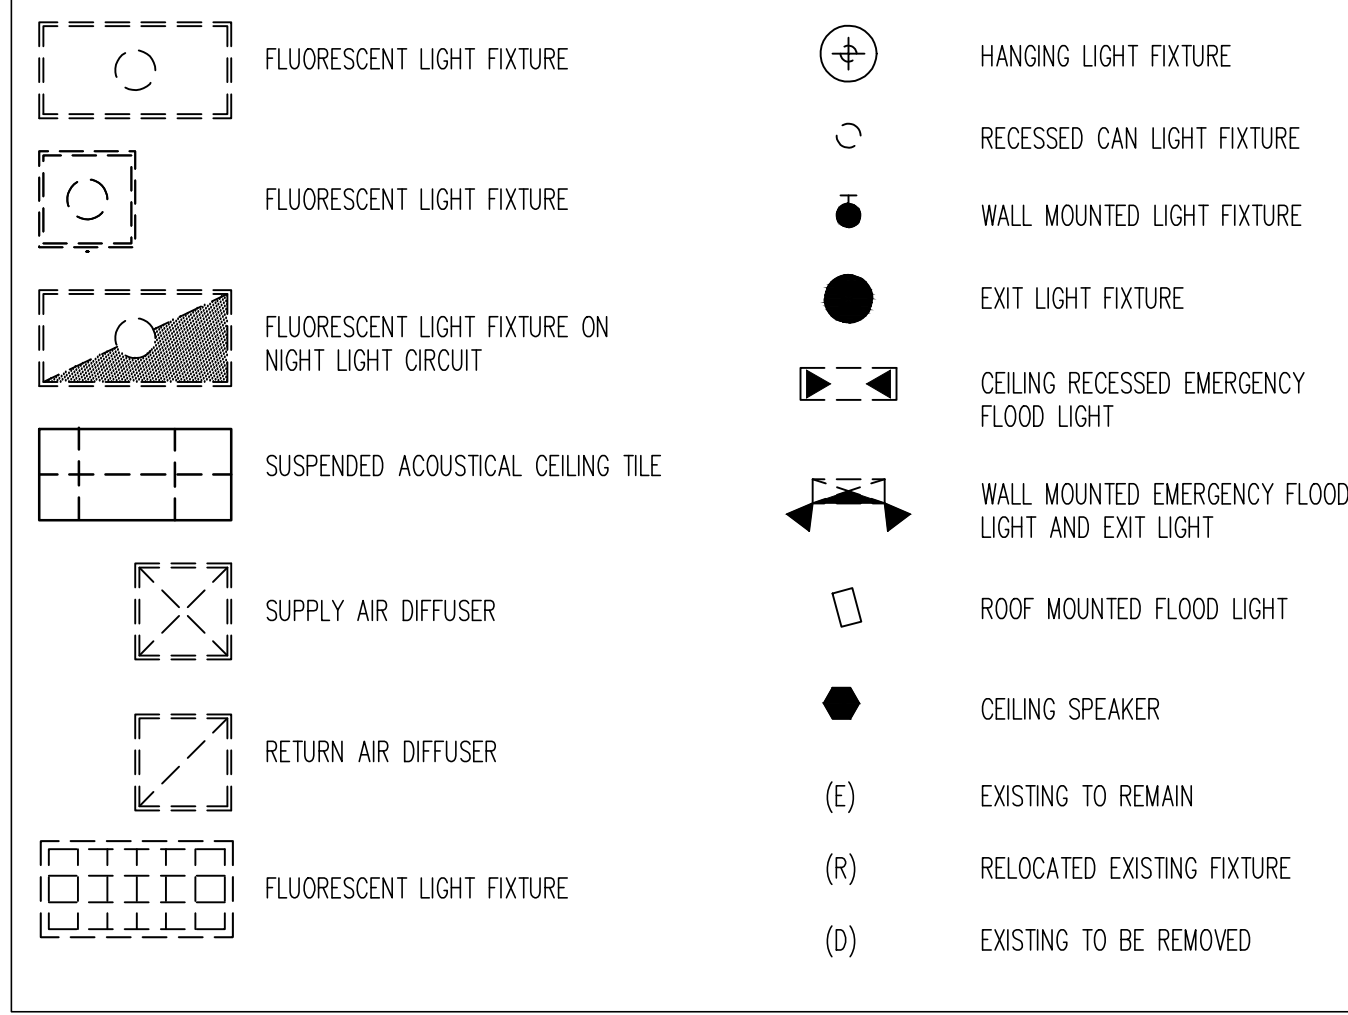 FLUORESCENT LIGHT FIXTURE
FLUORESCENT LIGHT FIXTURE
FLUORESCENT LIGHT FIXTURE ON
NIGHT LIGHT CIRCUIT
SUSPENDED ACOUSTICAL CEILING TILE
SUPPLY AIR DIFFUSER
RETURN AIR DIFFUSER
FLUORESCENT LIGHT FIXTURE
HANGING LIGHT FIXTURE
RECESSED CAN LIGHT FIXTURE
WALL MOUNTED LIGHT FIXTURE
EXIT LIGHT FIXTURE
CEILING RECESSED EMERGENCY
FLOOD LIGHT
WALL MOUNTED EMERGENCY FLOOD
LIGHT AND EXIT LIGHT
ROOF MOUNTED FLOOD LIGHT
CEILING SPEAKER
(E) EXISTING TO REMAIN
(R) RELOCATED EXISTING FIXTURE
(D) EXISTING TO BE REMOVED